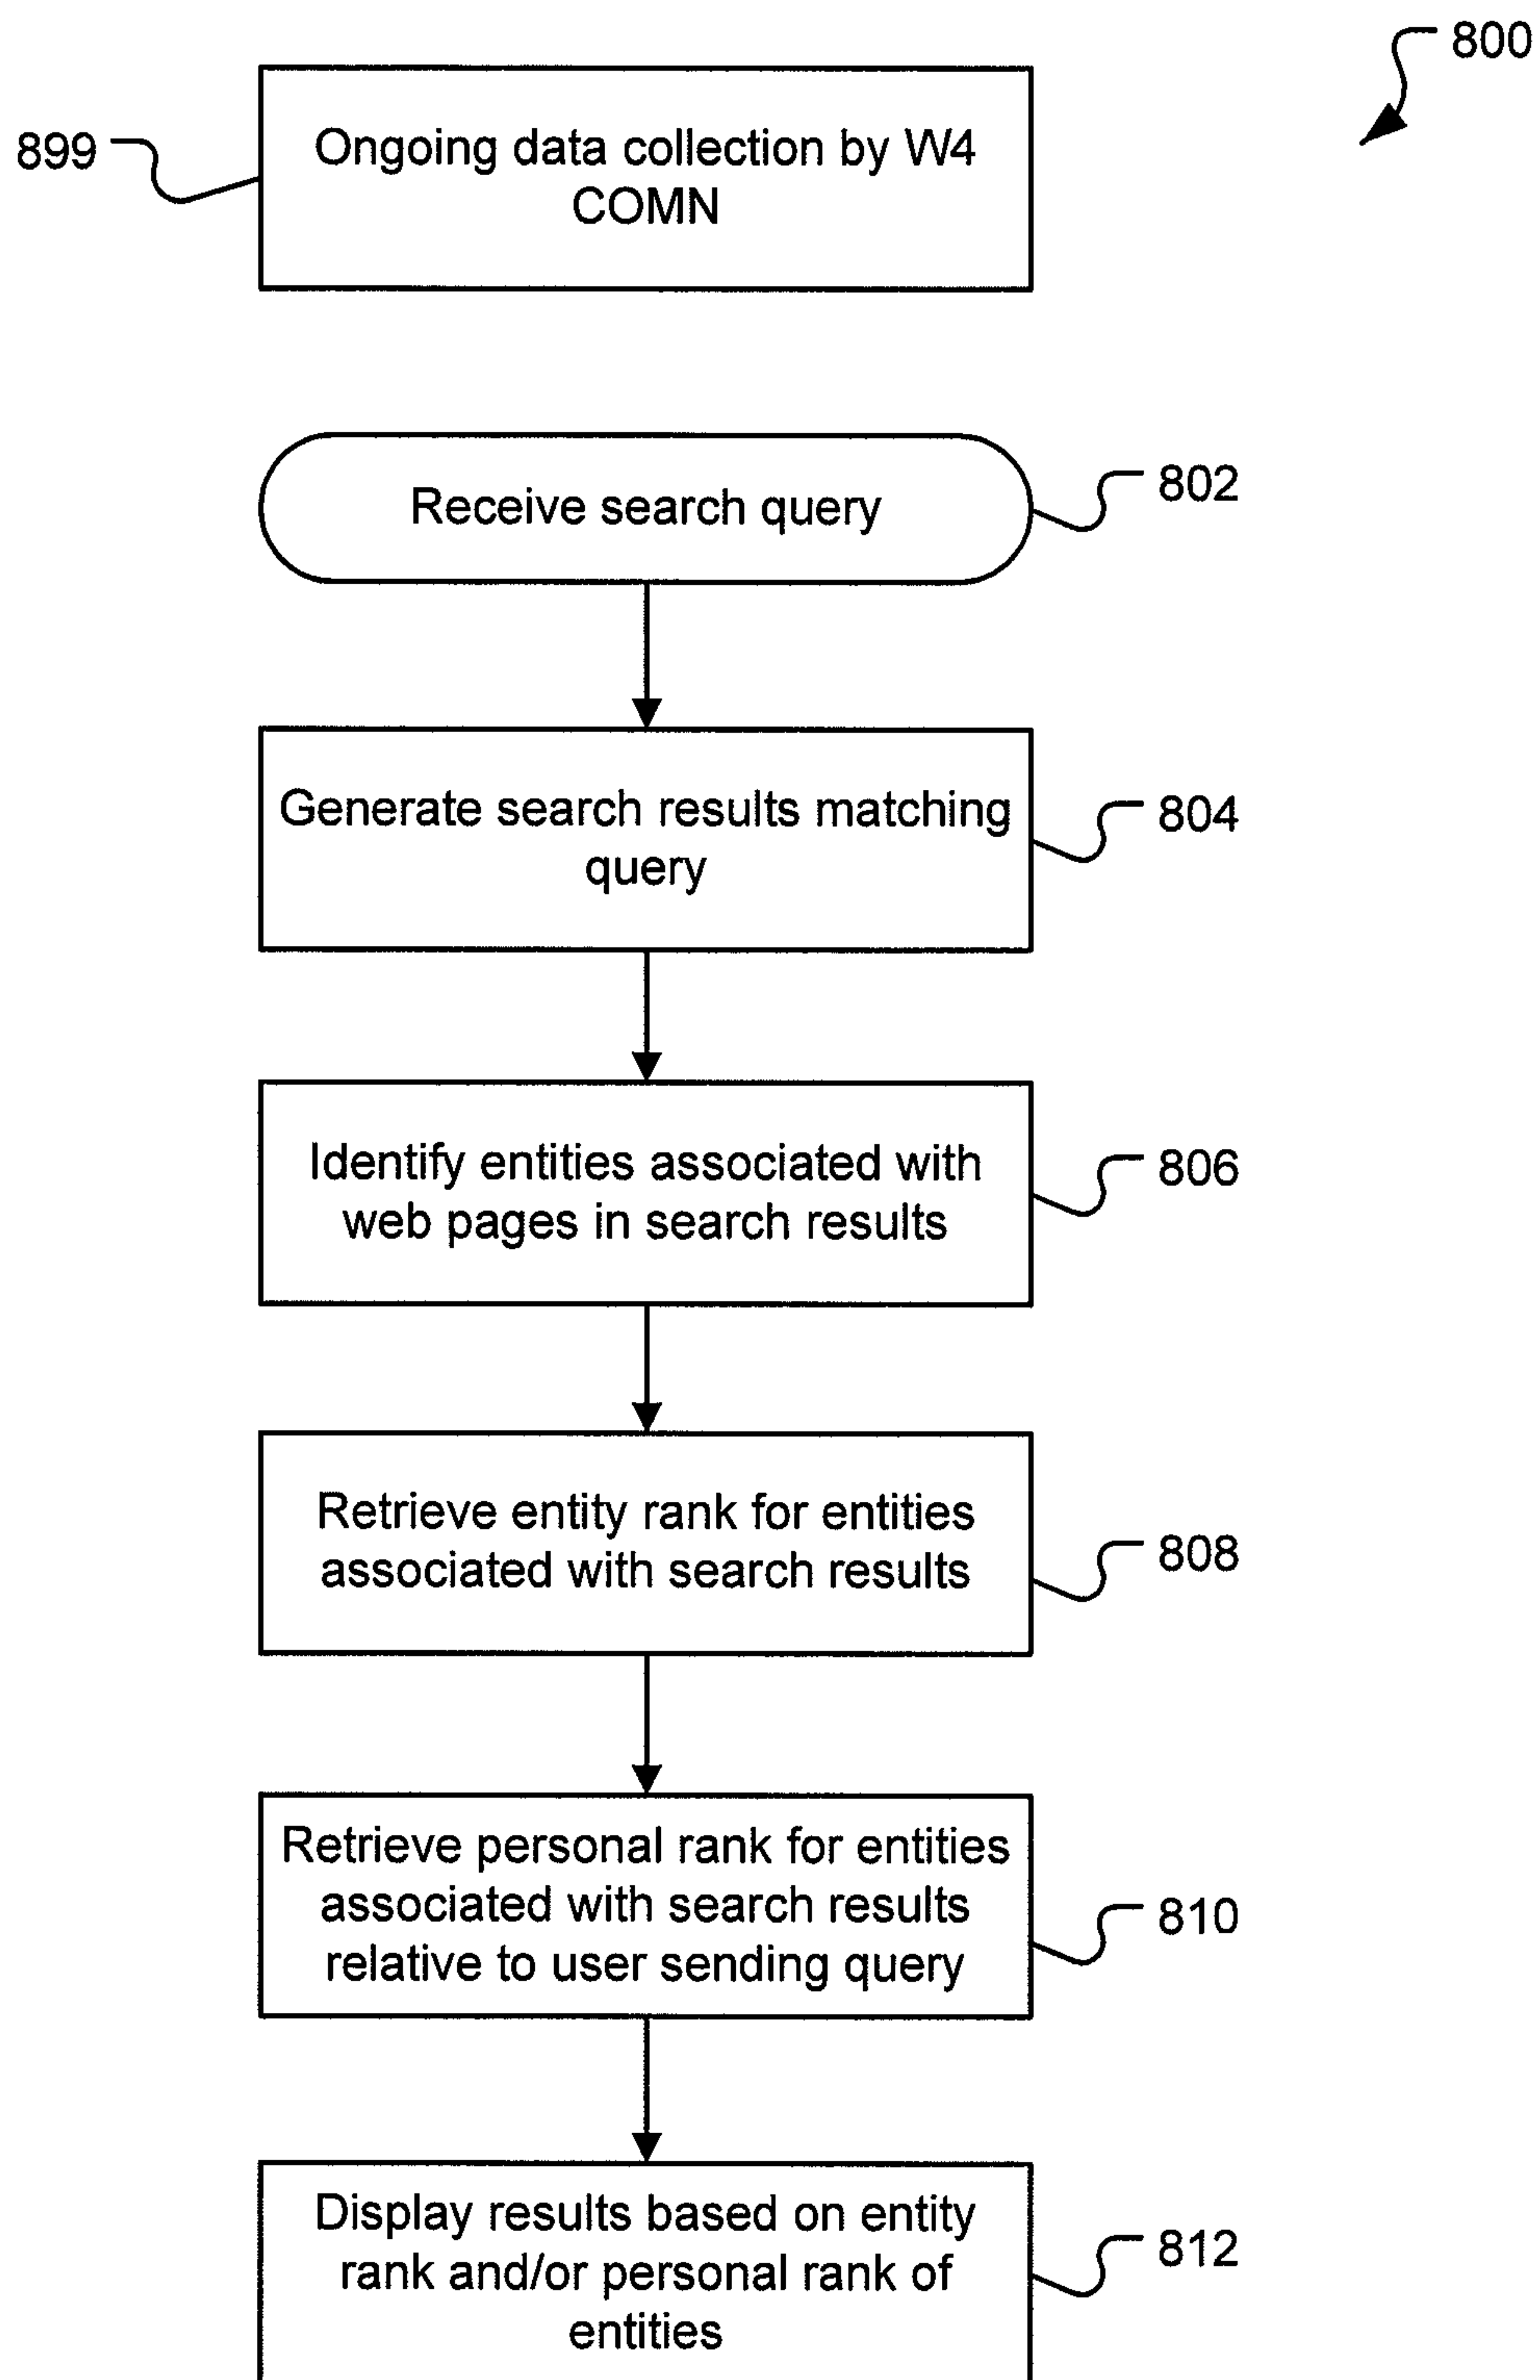 800
899
Ongoing data collection by W4
COMN
Receive search query
802
Generate search results matching
query
804
Identify entities associated with
web pages in search results
806
Retrieve entity rank for entities
associated with search results
808
Retrieve personal rank for entities
associated with search results
relative to user sending query
810
Display results based on entity
rank and/or personal rank of
entities
812